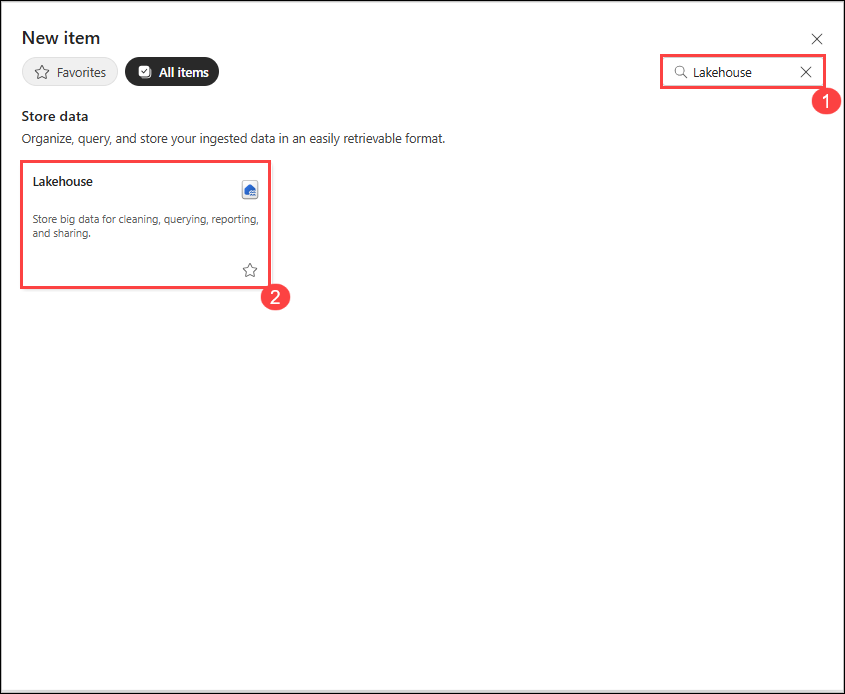 New item
Favorites
All items
Lakehouse
1
Store data
Organize, query, and store your ingested data in an easily retrievable format.
Lakehouse
Store big data for cleaning, querying, reporting,
and sharing.
2